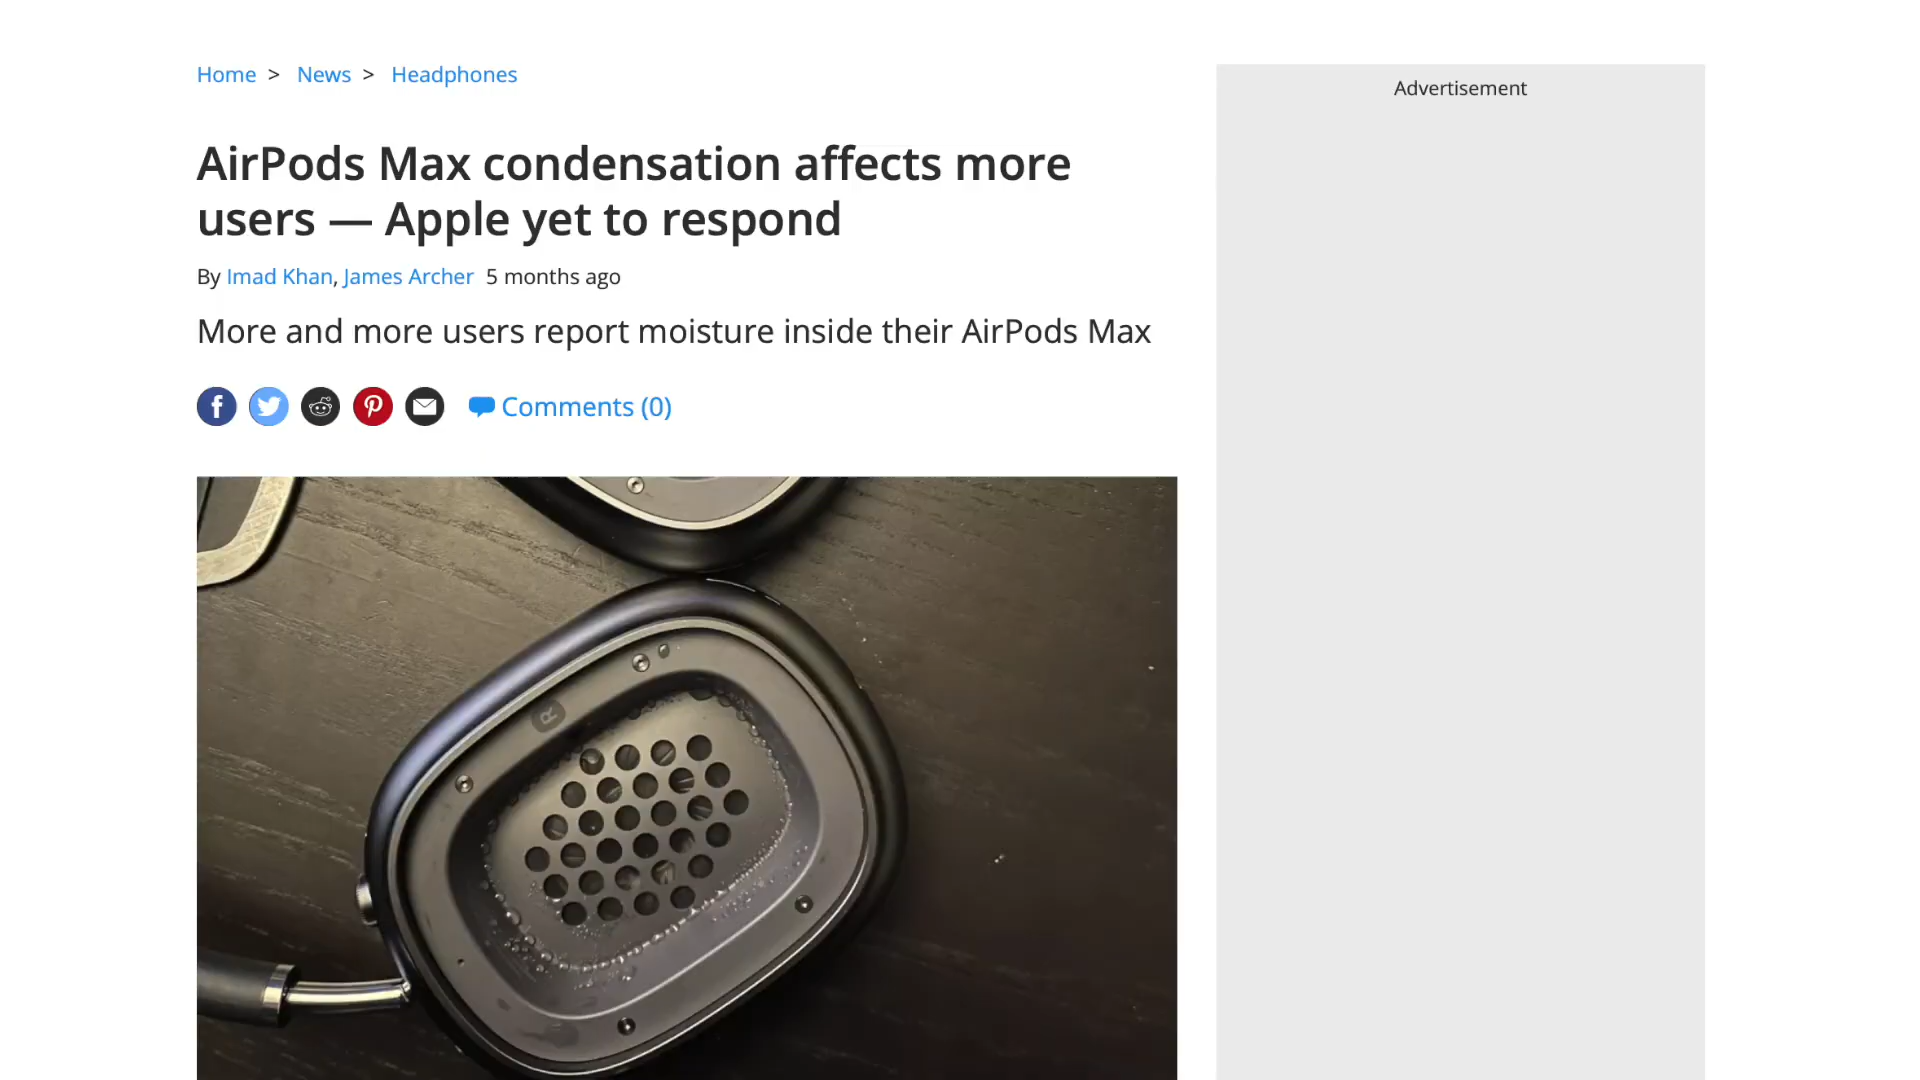 Home > News > Headphones
Advertisement
AirPods Max condensation affects more
users — Apple yet to respond
By Imad Khan, James Archer 5 months ago
More and more users report moisture inside their AirPods Max
Comments (0)
R